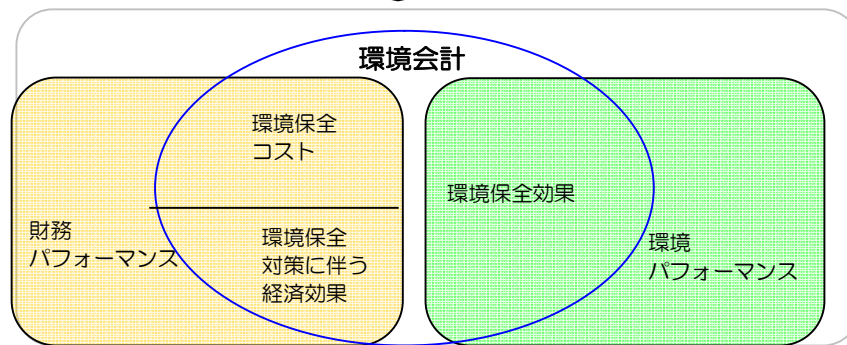 環境会計
環境保全
コスト
財務
パフォーマンス
環境保全
対策に伴う
経済効果
環境保全効果
環境
パフォーマンス